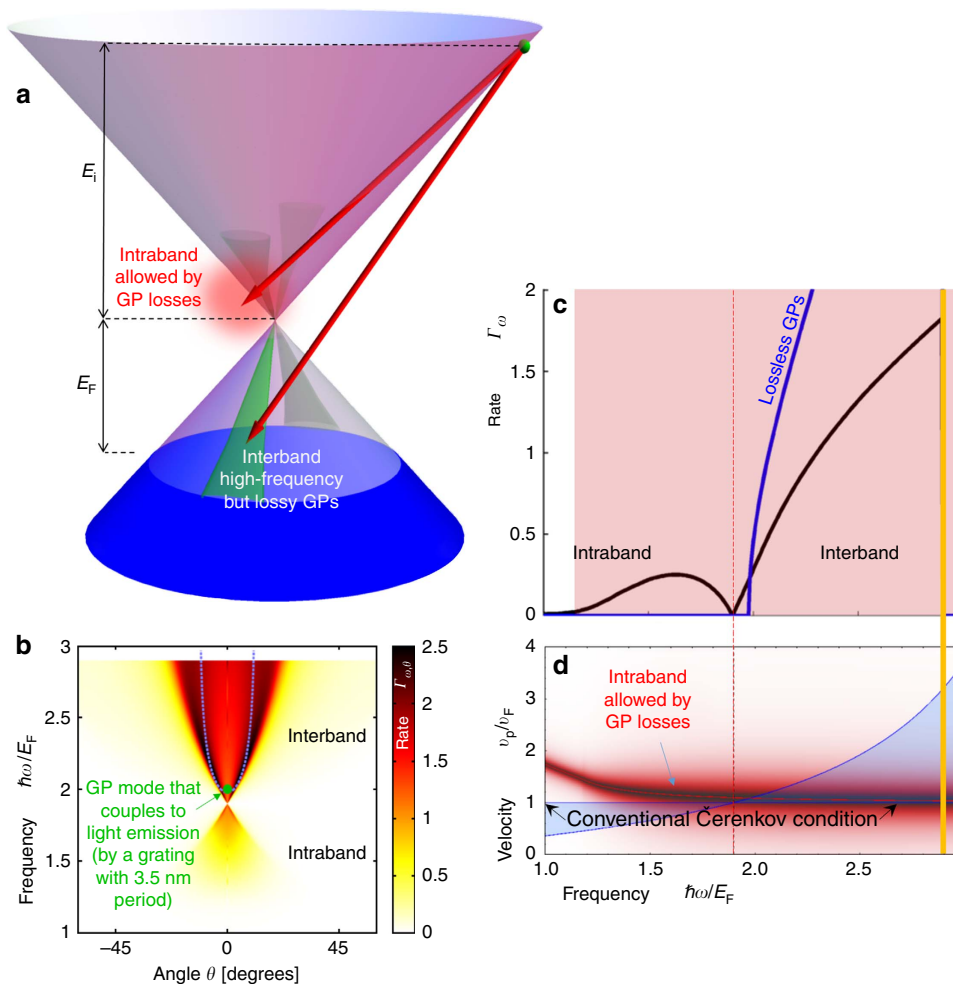 a
E_i
Intraband
allowed by
GP losses
E_F
Interband
high-frequency
but lossy GPs
b
3
2.5
2
1.5
1
Frequency
ℏω/E_F
Interband
GP mode that
couples to
light emission
(by a grating
with 3.5 nm
period)
Intraband
−45
0
45
Angle θ [degrees]
2.5
2
1.5
1
0.5
0
Rate
Γ_ω,θ
c
2
1.5
1
0.5
0
Rate
Γ_ω
Lossless GPs
Intraband
Interband
d
4
3
2
1
0
Velocity
υ_p/υ_F
Intraband
allowed by
GP losses
Conventional Čerenkov condition
1.0
1.5
2.0
2.5
Frequency
ℏω/E_F